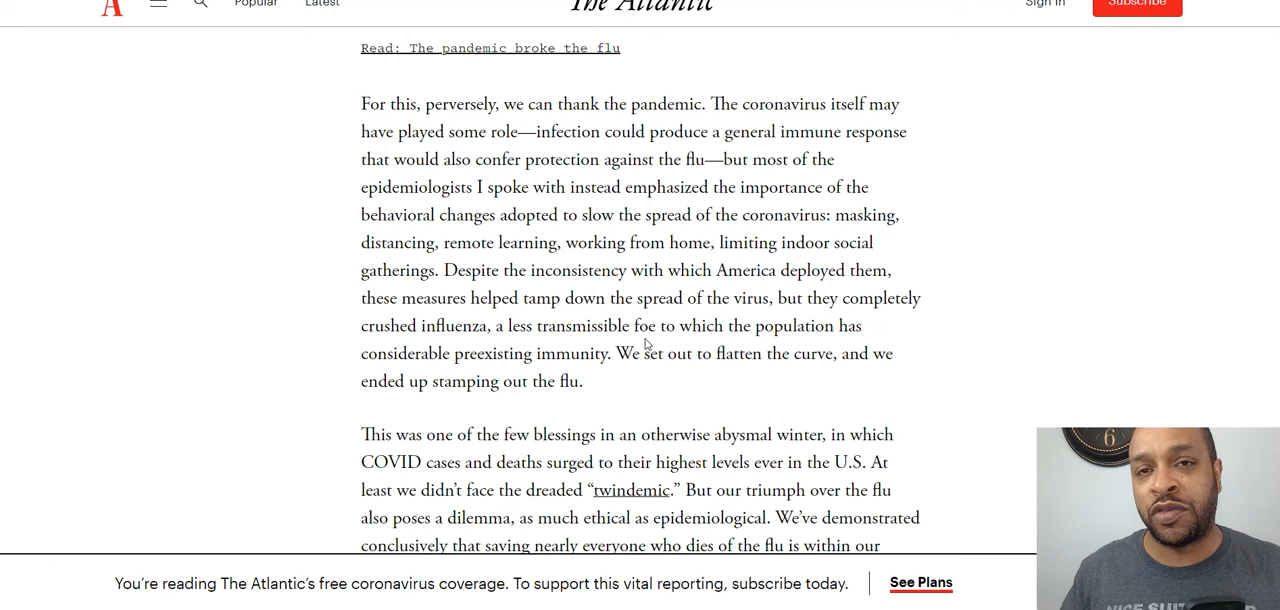 A
Popular
Latest
The Atlantic
Sign In
Subscribe
Read: The pandemic broke the flu
For this, perversely, we can thank the pandemic. The coronavirus itself may
have played some role—infection could produce a general immune response
that would also confer protection against the flu—but most of the
epidemiologists I spoke with instead emphasized the importance of the
behavioral changes adopted to slow the spread of the coronavirus: masking,
distancing, remote learning, working from home, limiting indoor social
gatherings. Despite the inconsistency with which America deployed them,
these measures helped tamp down the spread of the virus, but they completely
crushed influenza, a less transmissible foe to which the population has
considerable preexisting immunity. We set out to flatten the curve, and we
ended up stamping out the flu.
This was one of the few blessings in an otherwise abysmal winter, in which
COVID cases and deaths surged to their highest levels ever in the U.S. At
least we didn't face the dreaded “twindemic.” But our triumph over the flu
also poses a dilemma, as much ethical as epidemiological. We’ve demonstrated
conclusively that saving nearly everyone who dies of the flu is within our
You’re reading The Atlantic’s free coronavirus coverage. To support this vital reporting, subscribe today.
See Plans
6
NICE